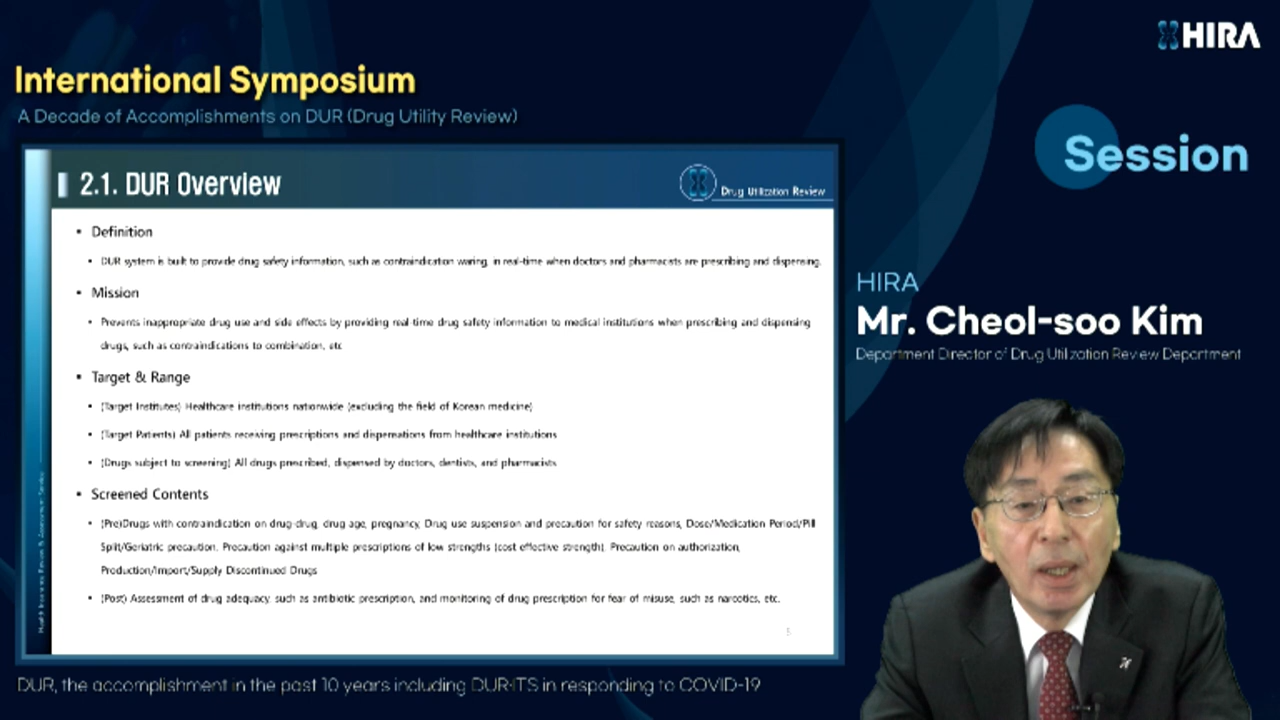 HIRA
International Symposium
A Decade of Accomplishments on DUR (Drug Utility Review)
Session
2.1. DUR Overview
Drug Utilization Review
• Definition
• DUR system is built to provide drug safety information, such as contraindication waring, in real-time when doctors and pharmacists are prescribing and dispensing.
• Mission
• Prevents inappropriate drug use and side effects by providing real-time drug safety information to medical institutions when prescribing and dispensing
drugs, such as contraindications to combination, etc
• Target & Range
• (Target Institutes) Healthcare institutions nationwide (excluding the field of Korean medicine)
• (Target Patients) All patients receiving prescriptions and dispensations from healthcare institutions
• (Drugs subject to screening) All drugs prescribed, dispensed by doctors, dentists, and pharmacists
• Screened Contents
• (Pre)Drugs with contraindication on drug-drug, drug age, pregnancy, Drug use suspension and precaution for safety reasons, Dose/Medication Period/Pill
Split/Geriatric precaution, Precaution against multiple prescriptions of low strengths (cost effective strength), Precaution on authorization,
Production/Import/Supply Discontinued Drugs
• (Post) Assessment of drug adequacy, such as antibiotic prescription, and monitoring of drug prescription for fear of misuse, such as narcotics, etc.
Health Insurance Review & Assessment Service
HIRA
Mr. Cheol-soo Kim
Department Director of Drug Utilization Review Department
DUR, the accomplishment in the past 10 years including DUR·ITS in responding to COVID-19